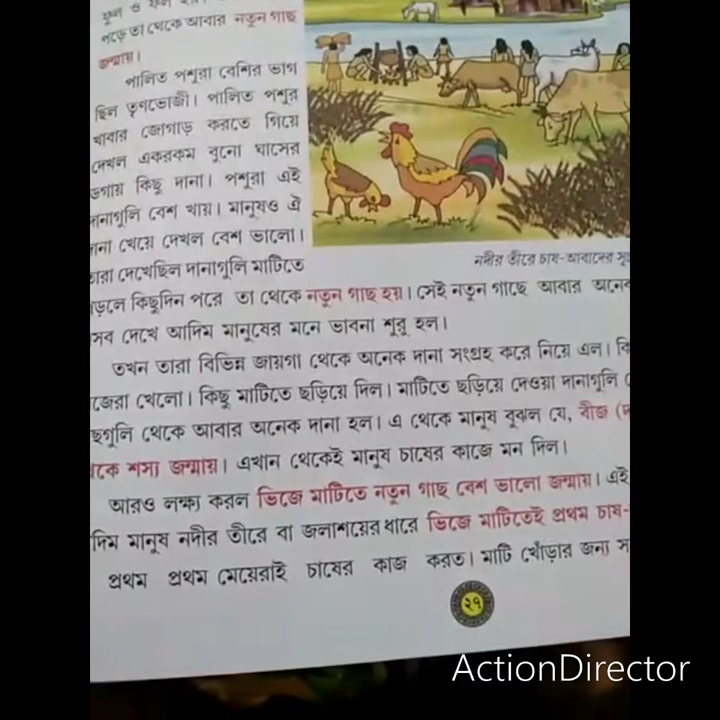 ফুল ও ফল
পড়ে তা থেকে আবার নতুন গাছ
জন্মায়।
পালিত পশুরা বেশির ভাগ
ছিল তৃণভোজী। পালিত পশুর
খাবার জোগাড় করতে গিয়ে
দেখল একরকম বুনো ঘাসের
ডগায় কিছু দানা। পশুরা এই
দানাগুলি বেশ খায়। মানুষও ঐ
দানা খেয়ে দেখল বেশ ভালো।
তারা দেখেছিল দানাগুলি মাটিতে
নদীর তীরে চাষ-আবাদের
ড়লে কিছুদিন পরে তা থেকে নতুন গাছ হয়। সেই নতুন গাছে আবার অনেক
সব দেখে আদিম মানুষের মনে ভাবনা শুরু হল।
তখন তারা বিভিন্ন জায়গা থেকে অনেক দানা সংগ্রহ করে নিয়ে এল। কি
জেরা খেলো। কিছু মাটিতে ছড়িয়ে দিল। মাটিতে ছড়িয়ে দেওয়া দানাগুলি
ছগুলি থেকে আবার অনেক দানা হল। এ থেকে মানুষ বুঝল যে, বীজ (দ
থেকে শস্য জন্মায়। এখান থেকেই মানুষ চাষের কাজে মন দিল।
আরও লক্ষ্য করল ভিজে মাটিতে নতুন গাছ বেশ ভালো জন্মায়। এই
দিম মানুষ নদীর তীরে বা জলাশয়ের ধারে ভিজে মাটিতেই প্রথম চাষ-
প্রথম প্রথম মেয়েরাই চাষের কাজ করত। মাটি খোঁড়ার জন্য স
২৭
ActionDirector